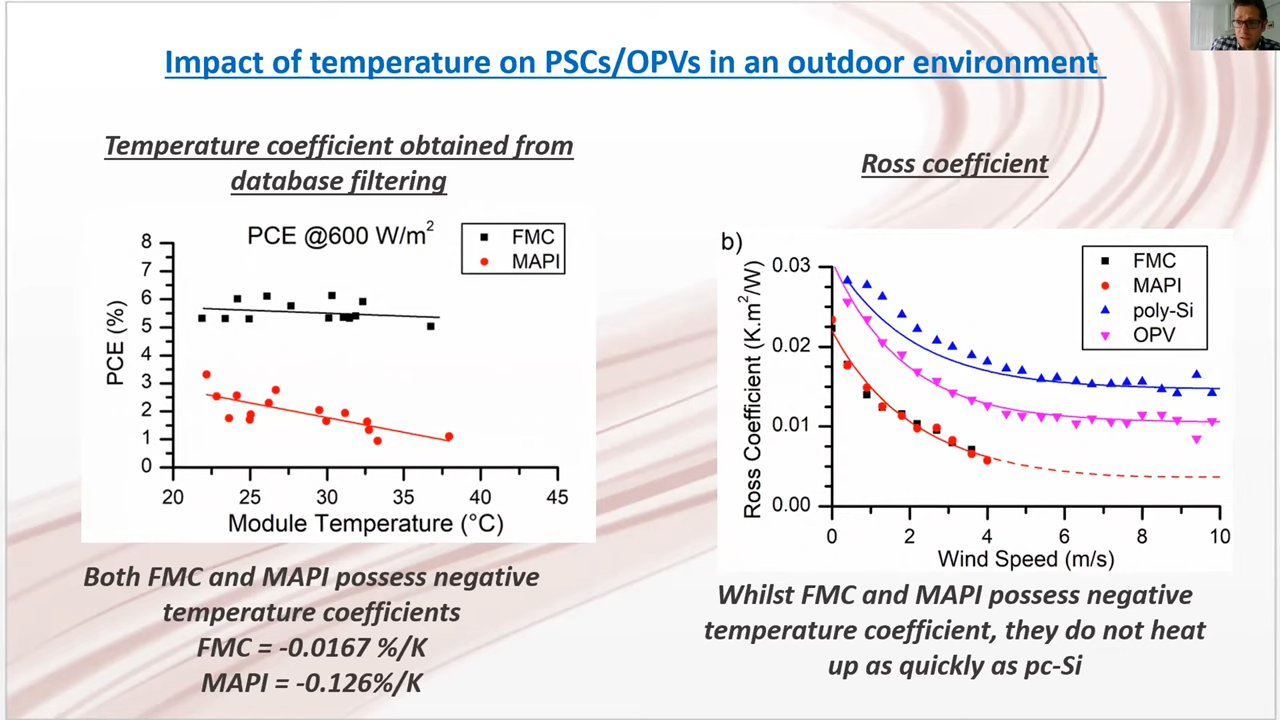 Impact of temperature on PSCs/OPVs in an outdoor environment
Temperature coefficient obtained from
database filtering
PCE @600 W/m²
FMC
MAPI
PCE (%)
8
7
6
5
4
3
2
1
0
20 25 30 35 40 45
Module Temperature (°C)
Both FMC and MAPI possess negative
temperature coefficients
FMC = -0.0167 %/K
MAPI = -0.126%/K
Ross coefficient
b)
FMC
MAPI
poly-Si
OPV
Ross Coefficient (K.m²/W)
0.03
0.02
0.01
0.00
0 2 4 6 8 10
Wind Speed (m/s)
Whilst FMC and MAPI possess negative
temperature coefficient, they do not heat
up as quickly as pc-Si